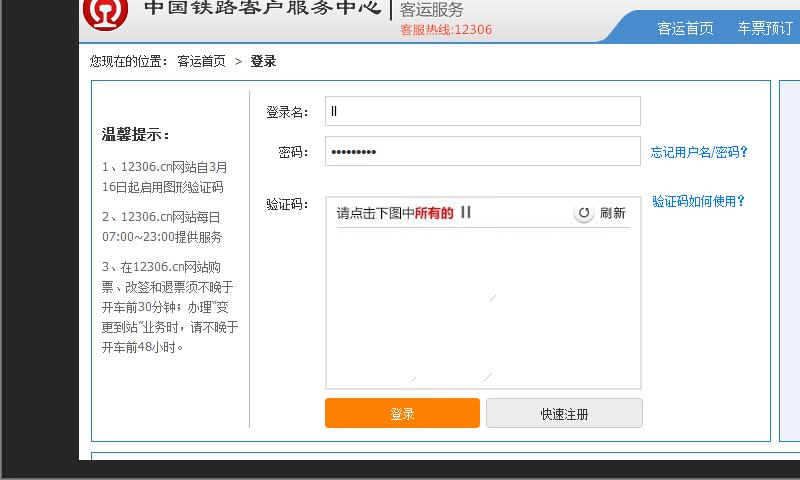 中国铁路客户服务中心
客运服务
客服热线:12306
客运首页
车票预订
您现在的位置： 客运首页 > 登录
温馨提示：
1、12306.cn网站自3月
16日起启用图形验证码
2、12306.cn网站每日
07:00~23:00提供服务
3、在12306.cn网站购
票、改签和退票须不晚于
开车前30分钟；办理“变
更到站”业务时，请不晚于
开车前48小时。
登录名： ll
密码： •••••••••
忘记用户名/密码？
验证码：
请点击下图中所有的 ll
刷新
验证码如何使用？
登录
快速注册